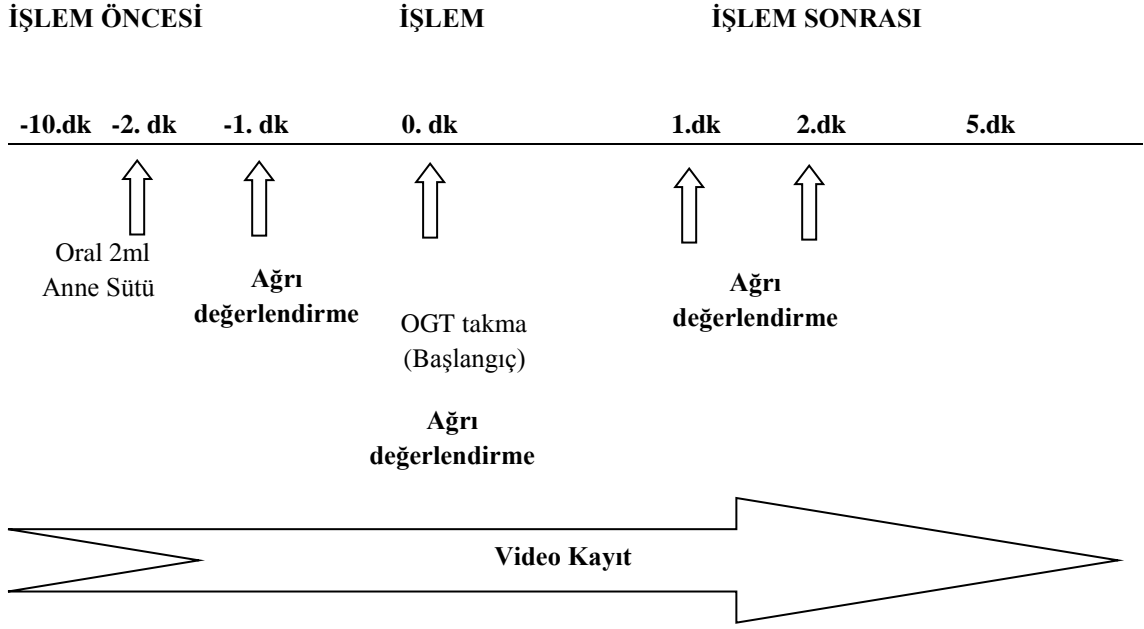 İŞLEM ÖNCESİ İŞLEM İŞLEM SONRASI
-10.dk -2. dk -1. dk 0. dk 1.dk 2.dk 5.dk
Oral 2ml
Anne Sütü
Ağrı
değerlendirme
OGT takma
(Başlangıç)
Ağrı
değerlendirme
Ağrı
değerlendirme
Video Kayıt